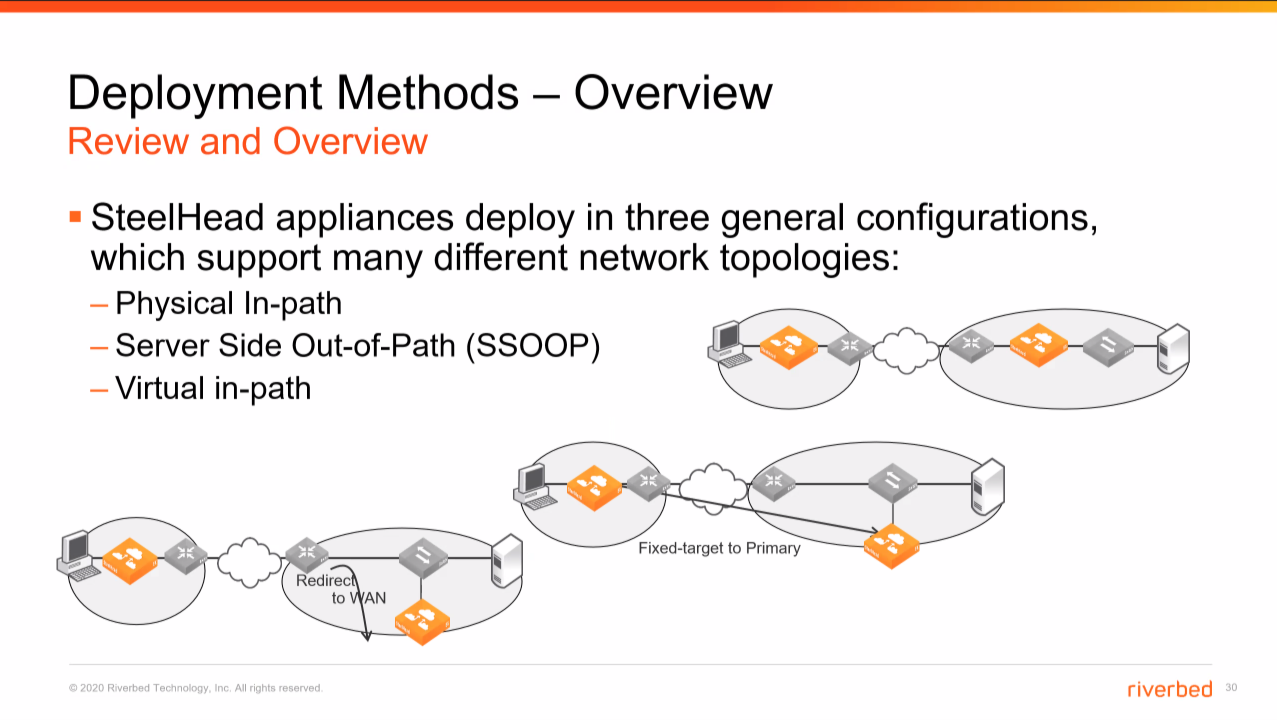 Deployment Methods – Overview
Review and Overview
▪ SteelHead appliances deploy in three general configurations,
which support many different network topologies:
– Physical In-path
– Server Side Out-of-Path (SSOOP)
– Virtual in-path
Fixed-target to Primary
Redirect
to WAN
© 2020 Riverbed Technology, Inc. All rights reserved.
riverbed
30